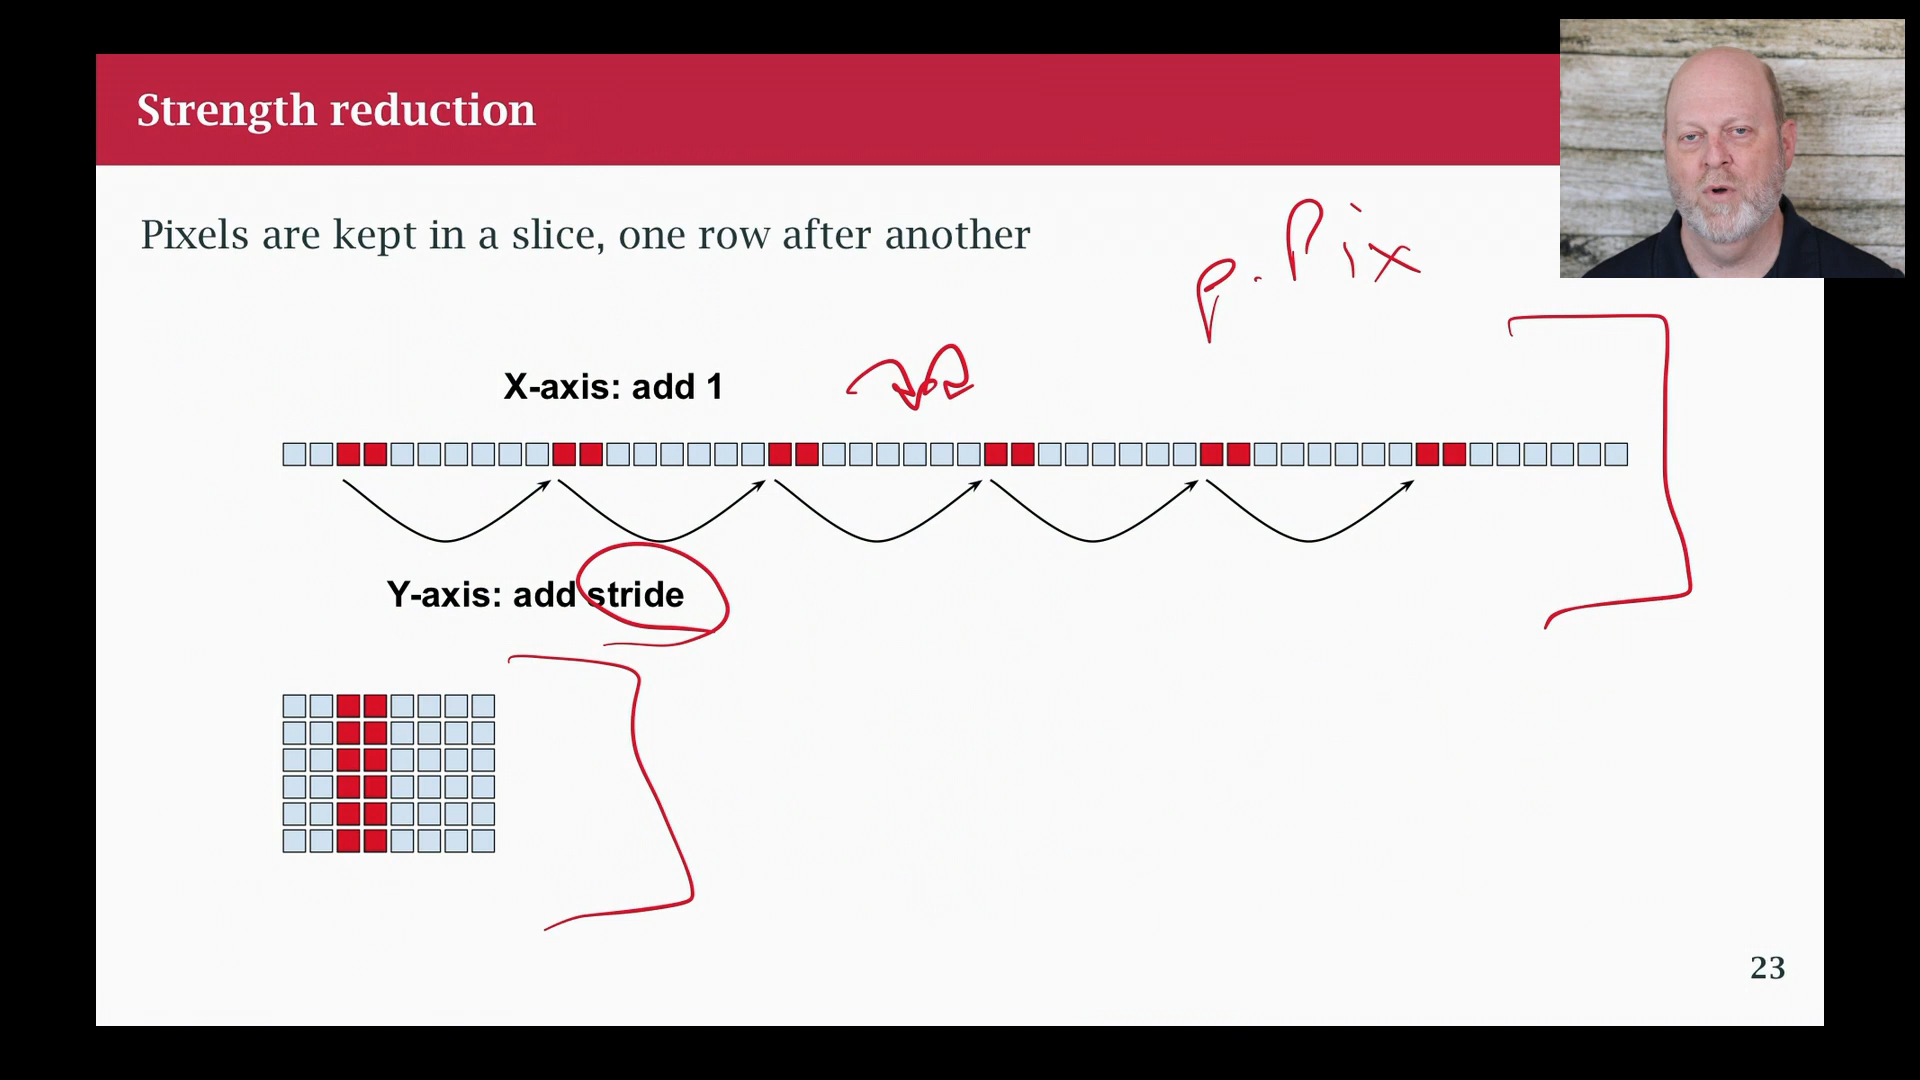 Strength reduction
Pixels are kept in a slice, one row after another
p.Pix
X-axis: add 1
Y-axis: add stride
23